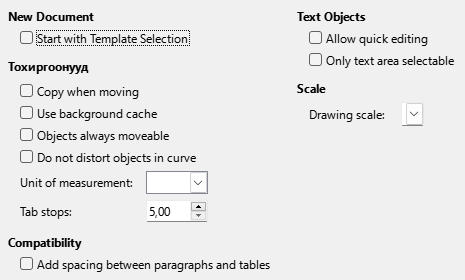 New Document
Start with Template Selection
Тохиргоонууд
Copy when moving
Use background cache
Objects always moveable
Do not distort objects in curve
Unit of measurement:
Tab stops: 5,00
Compatibility
Add spacing between paragraphs and tables
Text Objects
Allow quick editing
Only text area selectable
Scale
Drawing scale: